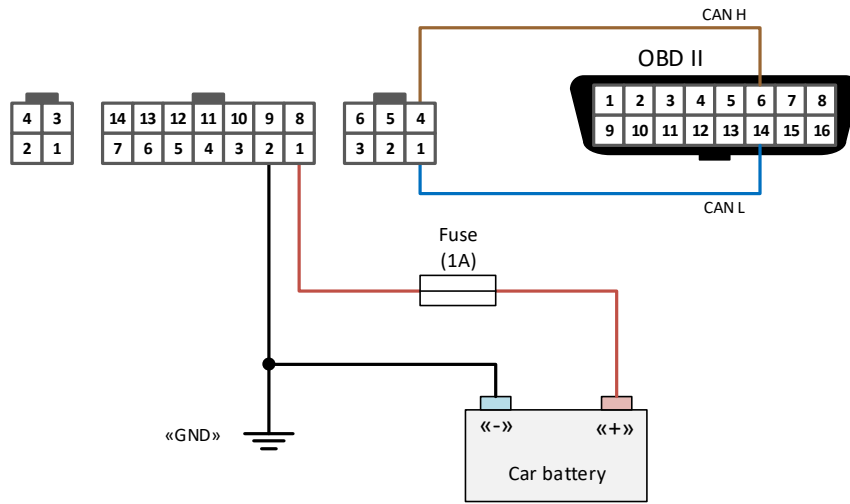 CAN H
OBD II
4 3
2 1
14 13 12 11 10 9 8
7 6 5 4 3 2 1
6 5 4
3 2 1
1 2 3 4 5 6 7 8
9 10 11 12 13 14 15 16
CAN L
Fuse
(1A)
«GND»
«-» «+»
Car battery